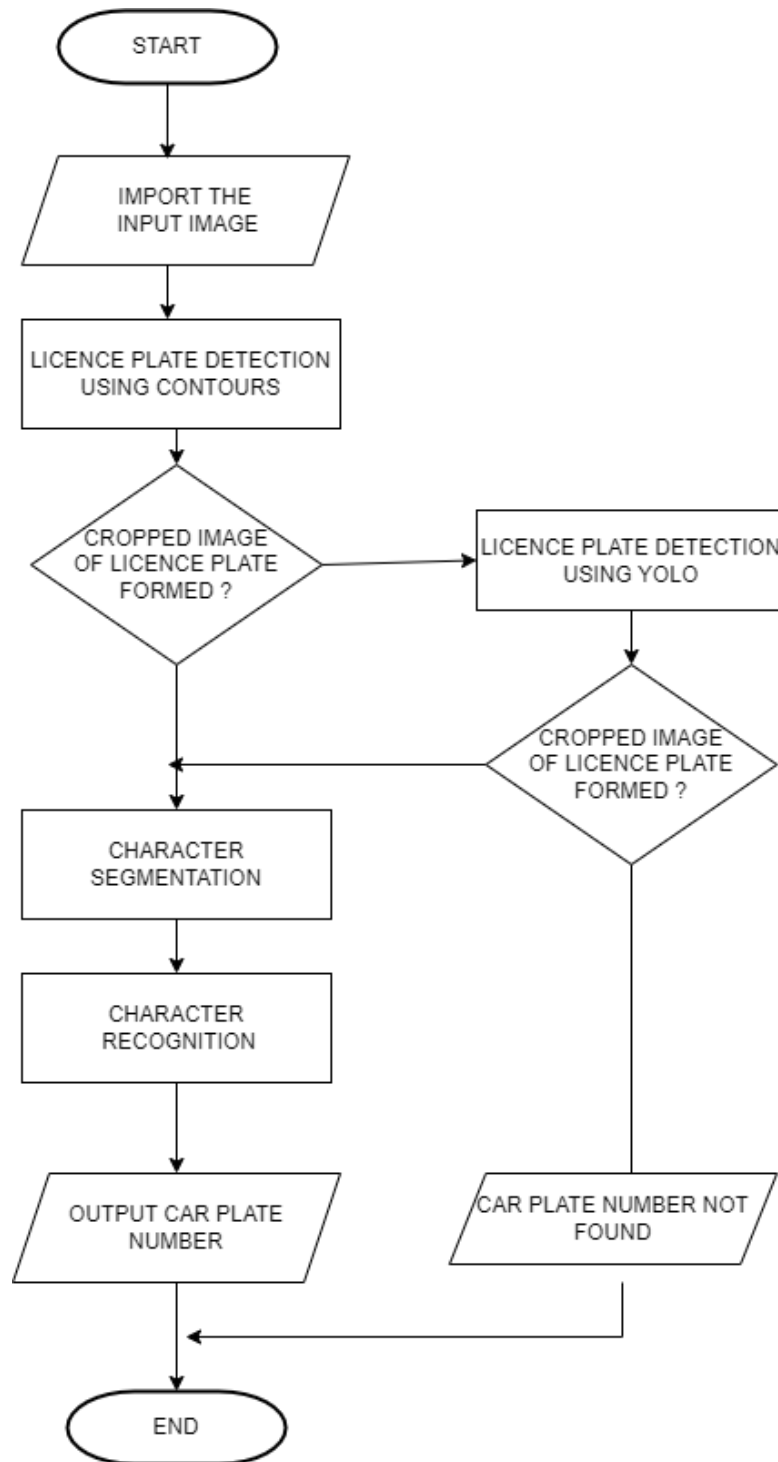 START
IMPORT THE
INPUT IMAGE
LICENCE PLATE DETECTION
USING CONTOURS
CROPPED IMAGE
OF LICENCE PLATE
FORMED ?
LICENCE PLATE DETECTION
USING YOLO
CROPPED IMAGE
OF LICENCE PLATE
FORMED ?
CHARACTER
SEGMENTATION
CHARACTER
RECOGNITION
OUTPUT CAR PLATE
NUMBER
CAR PLATE NUMBER NOT
FOUND
END